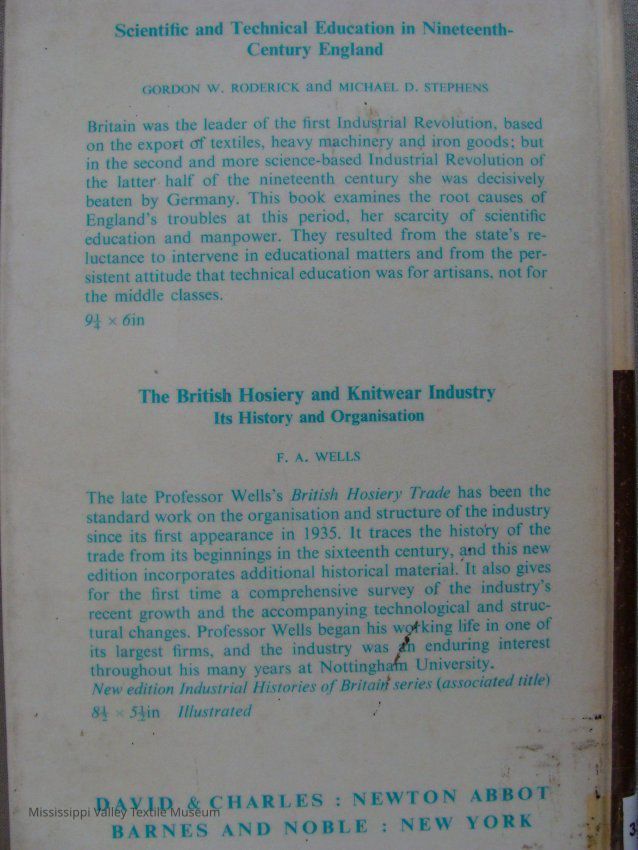 Scientific and Technical Education in Nineteenth-
Century England
GORDON W. RODERICK and MICHAEL D. STEPHENS
Britain was the leader of the first Industrial Revolution, based
on the export of textiles, heavy machinery and iron goods; but
in the second and more science-based Industrial Revolution of
the latter half of the nineteenth century she was decisively
beaten by Germany. This book examines the root causes of
England's troubles at this period, her scarcity of scientific
education and manpower. They resulted from the state's re-
luctance to intervene in educational matters and from the per-
sistent attitude that technical education was for artisans, not for
the middle classes.
9¼ × 6in
The British Hosiery and Knitwear Industry
Its History and Organisation
F. A. WELLS
The late Professor Wells's British Hosiery Trade has been the
standard work on the organisation and structure of the industry
since its first appearance in 1935. It traces the history of the
trade from its beginnings in the sixteenth century, and this new
edition incorporates additional historical material. It also gives
for the first time a comprehensive survey of the industry's
recent growth and the accompanying technological and struc-
tural changes. Professor Wells began his working life in one of
its largest firms, and the industry was an enduring interest
throughout his many years at Nottingham University.
New edition Industrial Histories of Britain series (associated title)
8½ × 5½in Illustrated
DAVID & CHARLES : NEWTON ABBOT
BARNES AND NOBLE : NEW YORK
Mississippi Valley Textile Museum
3